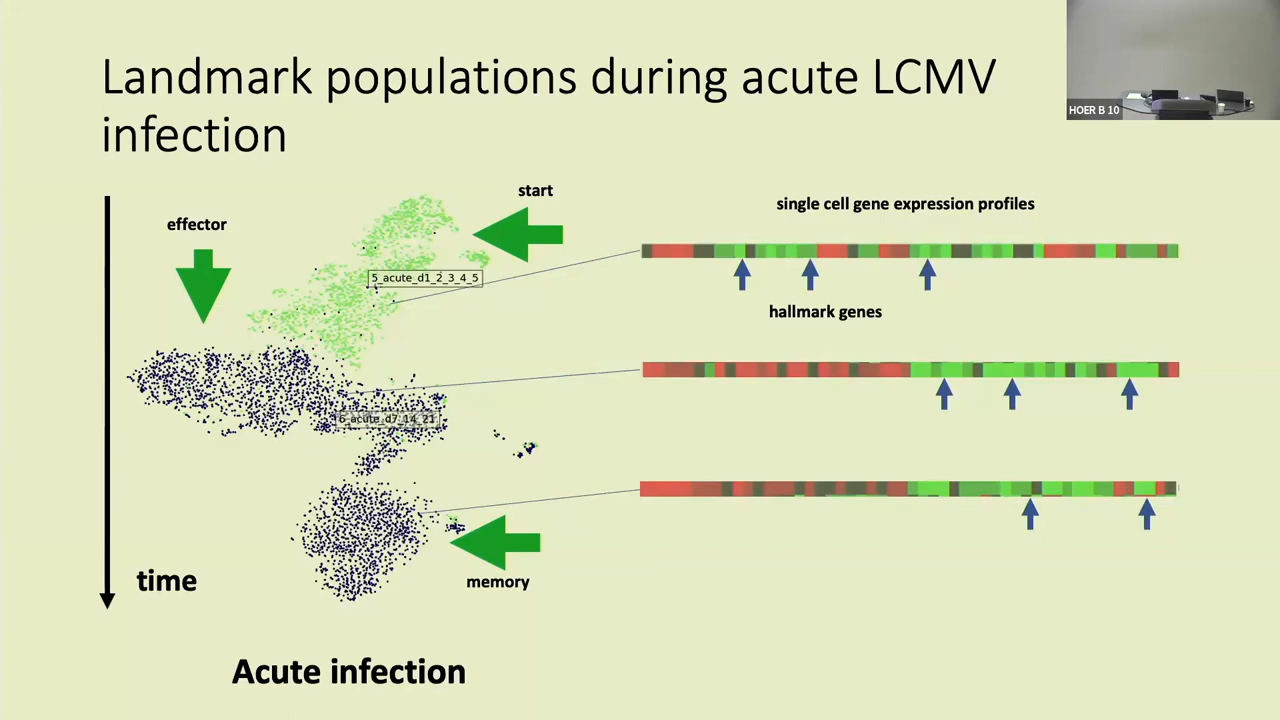 Landmark populations during acute LCMV
infection
HOER B 10
start
effector
single cell gene expression profiles
5_acute_d1_2_3_4_5
hallmark genes
6_acute_d7_14_21
time
memory
Acute infection